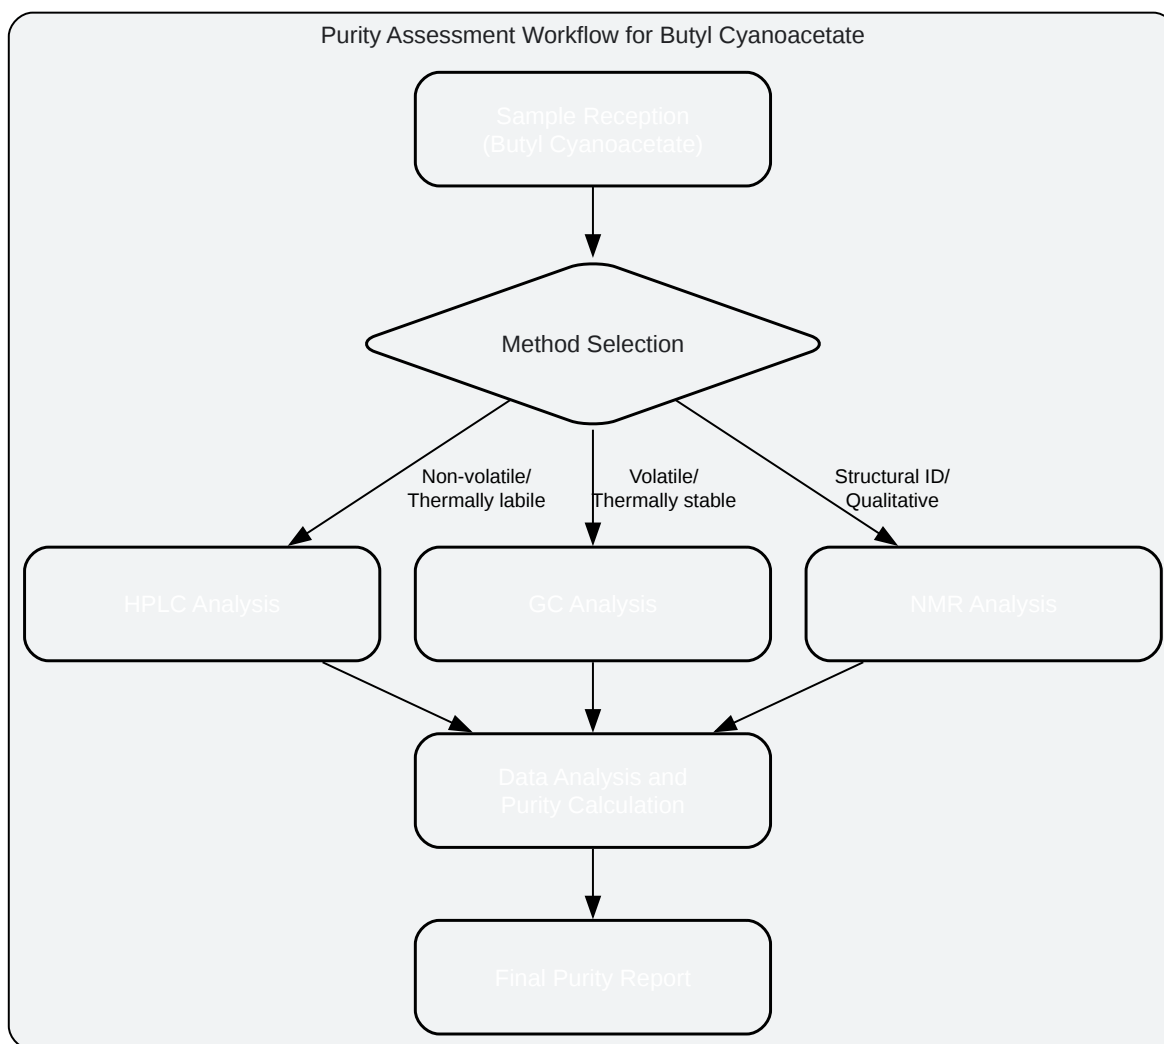 Purity Assessment Workflow for Butyl Cyanoacetate
Sample Reception
(Butyl Cyanoacetate)
Method Selection
Non-volatile/
Thermally labile
Volatile/
Thermally stable
Structural ID/
Qualitative
HPLC Analysis
GC Analysis
NMR Analysis
Data Analysis and
Purity Calculation
Final Purity Report